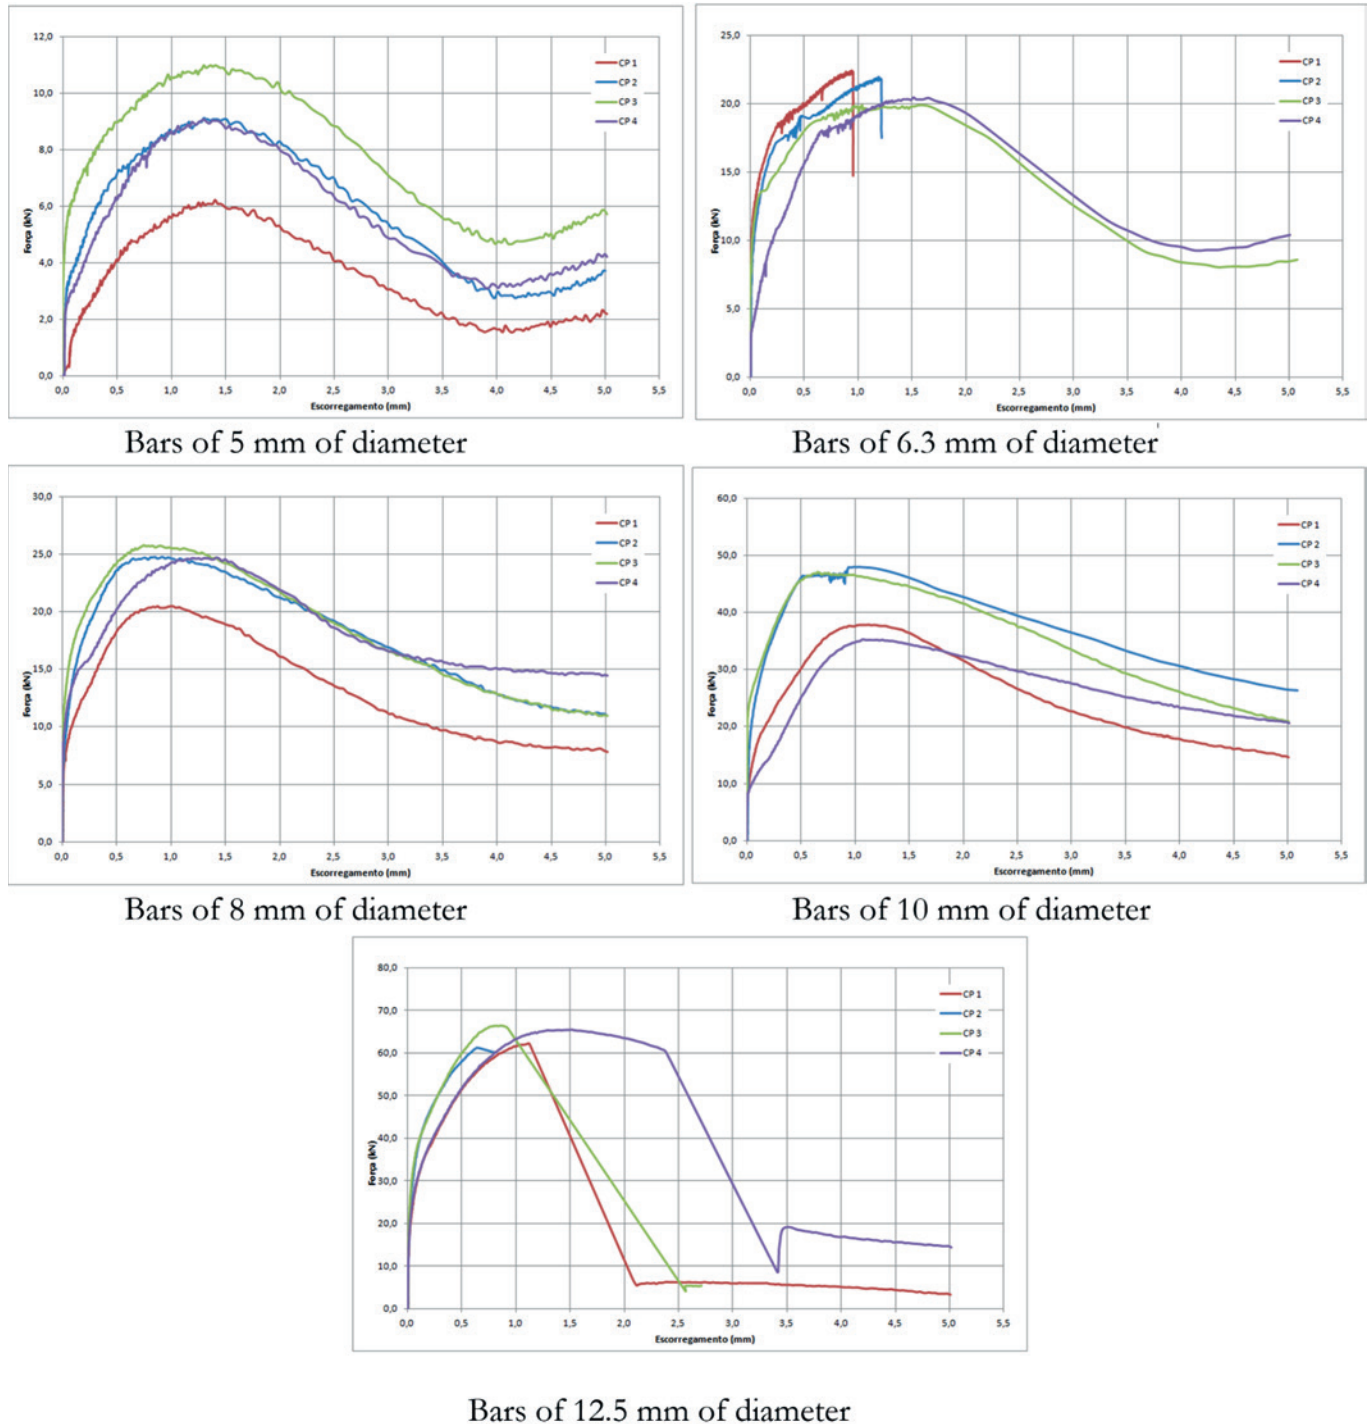 12,0
10,0
8,0
6,0
4,0
2,0
0,0
Força (kN)
0,0 0,5 1,0 1,5 2,0 2,5 3,0 3,5 4,0 4,5 5,0 5,5
Escorregamento (mm)
CP 1
CP 2
CP 3
CP 4
Bars of 5 mm of diameter
25,0
20,0
15,0
10,0
5,0
0,0
Força (kN)
0,0 0,5 1,0 1,5 2,0 2,5 3,0 3,5 4,0 4,5 5,0 5,5
Escorregamento (mm)
CP 1
CP 2
CP 3
CP 4
Bars of 6.3 mm of diameter
30,0
25,0
20,0
15,0
10,0
5,0
0,0
Força (kN)
0,0 0,5 1,0 1,5 2,0 2,5 3,0 3,5 4,0 4,5 5,0 5,5
Escorregamento (mm)
CP 1
CP 2
CP 3
CP 4
Bars of 8 mm of diameter
60,0
50,0
40,0
30,0
20,0
10,0
0,0
Força (kN)
0,0 0,5 1,0 1,5 2,0 2,5 3,0 3,5 4,0 4,5 5,0 5,5
Escorregamento (mm)
CP 1
CP 2
CP 3
CP 4
Bars of 10 mm of diameter
80,0
70,0
60,0
50,0
40,0
30,0
20,0
10,0
0,0
Força (kN)
0,0 0,5 1,0 1,5 2,0 2,5 3,0 3,5 4,0 4,5 5,0 5,5
Escorregamento (mm)
CP 1
CP 2
CP 3
CP 4
Bars of 12.5 mm of diameter